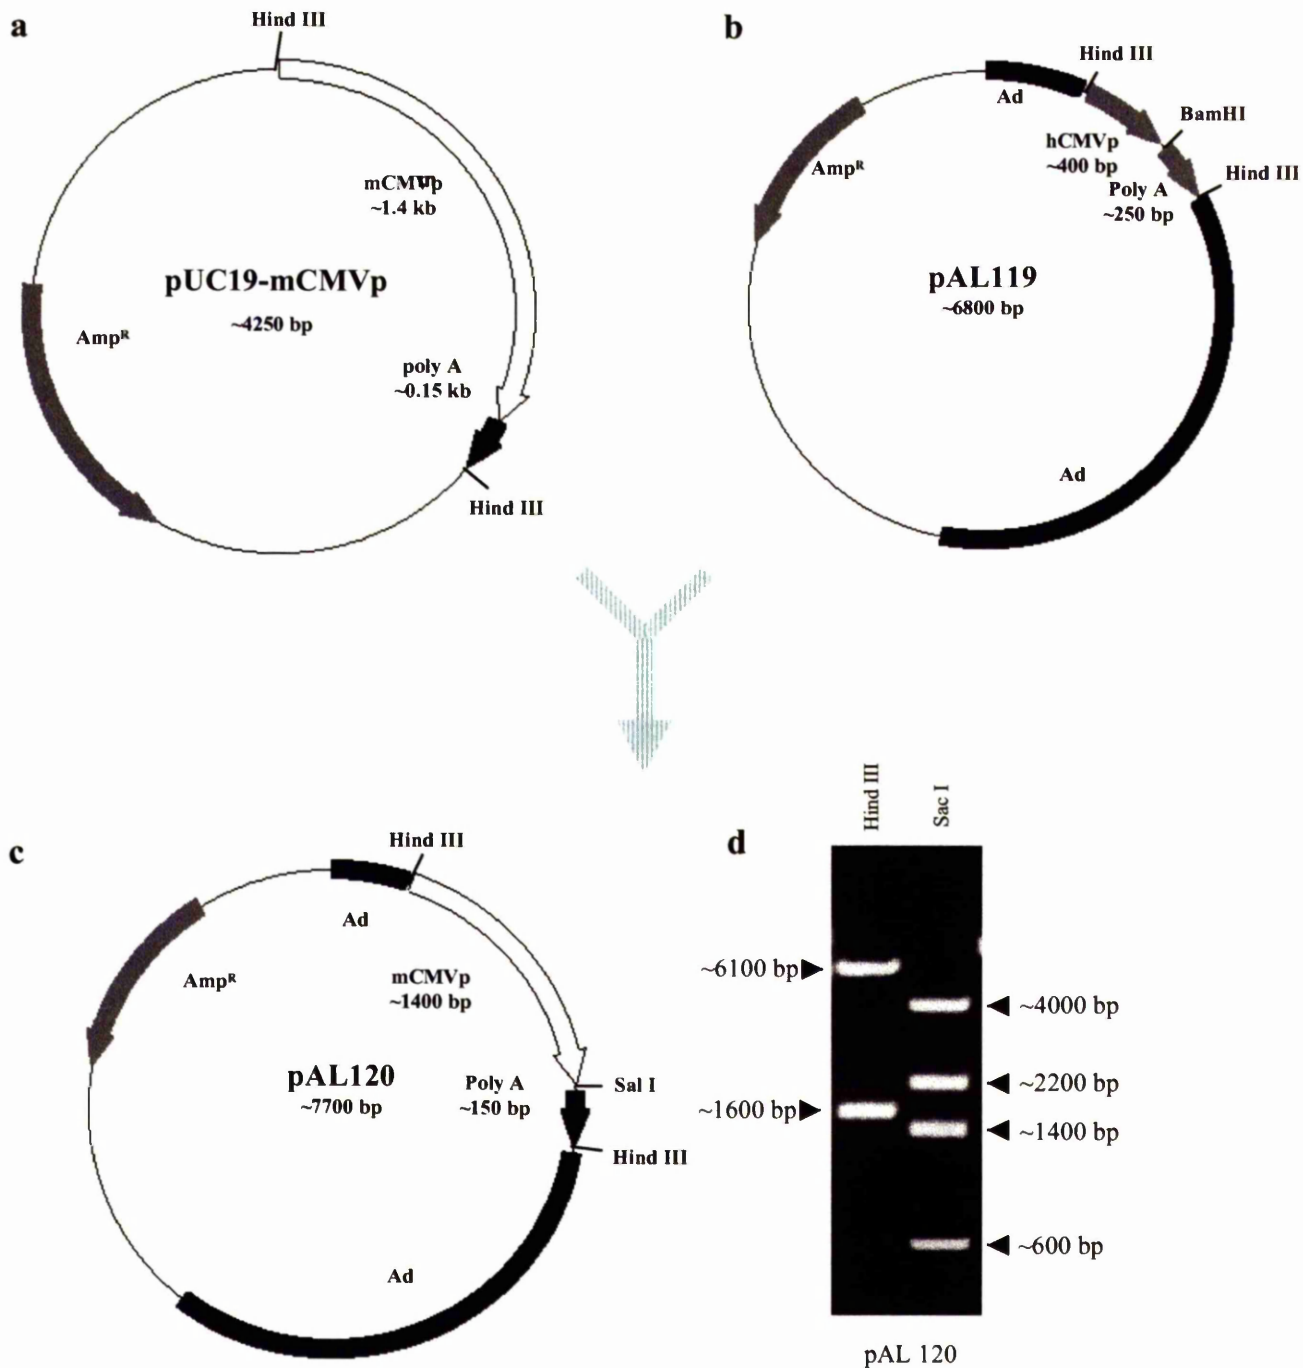 a
Hind III
mCMVp
~1.4 kb
pUC19-mCMVp
~4250 bp
Ampᴿ
poly A
~0.15 kb
Hind III
b
Hind III
Ad
BamHI
hCMVp
~400 bp
Ampᴿ
Hind III
Poly A
~250 bp
pAL119
~6800 bp
Ad
c
Hind III
Ad
Ampᴿ
mCMVp
~1400 bp
pAL120
~7700 bp
Poly A
~150 bp
Sal I
Hind III
Ad
d
Hind III
Sac I
~6100 bp
~4000 bp
~2200 bp
~1600 bp
~1400 bp
~600 bp
pAL 120